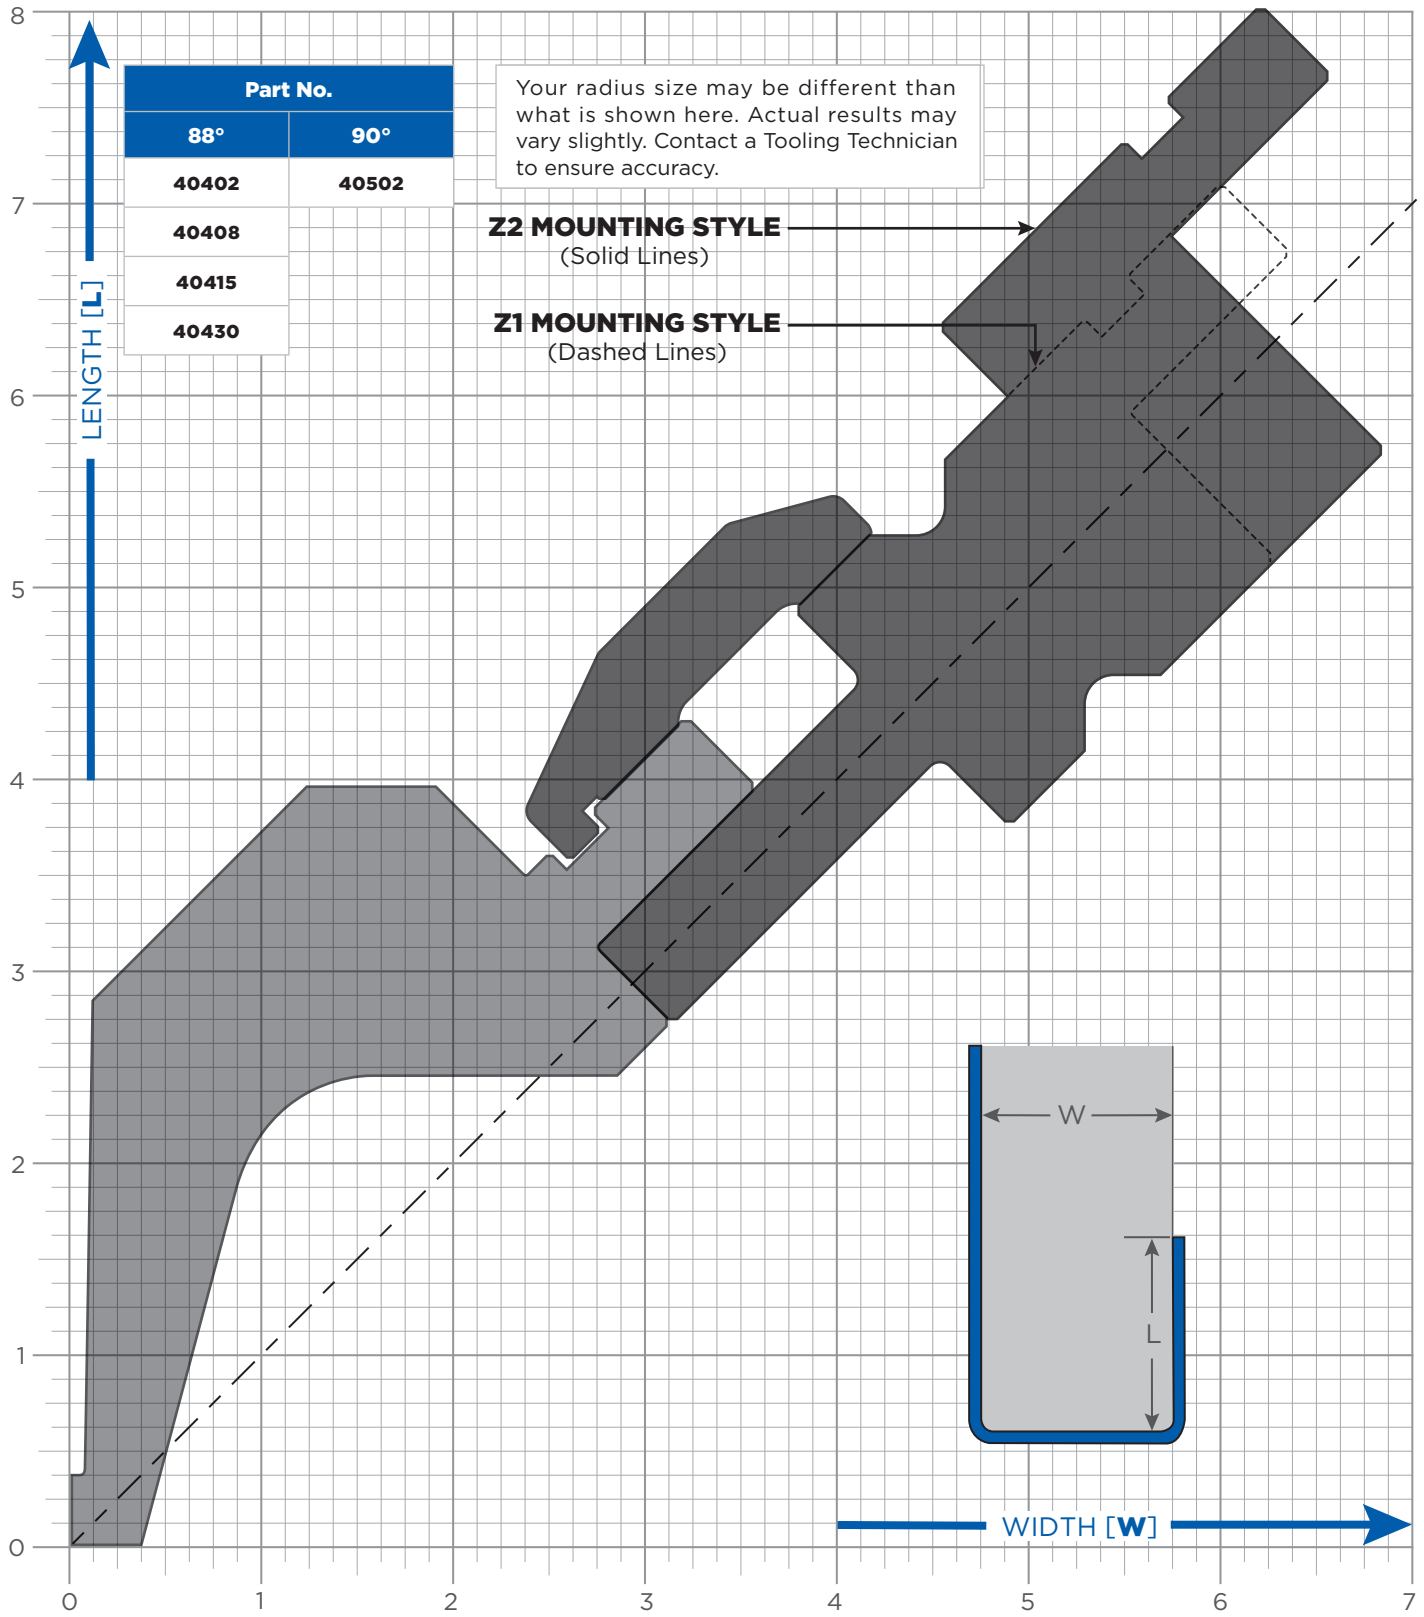 8
7
6
5
4
3
2
1
0
0
1
2
3
4
5
6
7
LENGTH [L]
Part No.
88° 90°
40402 40502
40408
40415
40430
Your radius size may be different than
what is shown here. Actual results may
vary slightly. Contact a Tooling Technician
to ensure accuracy.
Z2 MOUNTING STYLE
(Solid Lines)
Z1 MOUNTING STYLE
(Dashed Lines)
W
L
WIDTH [W]